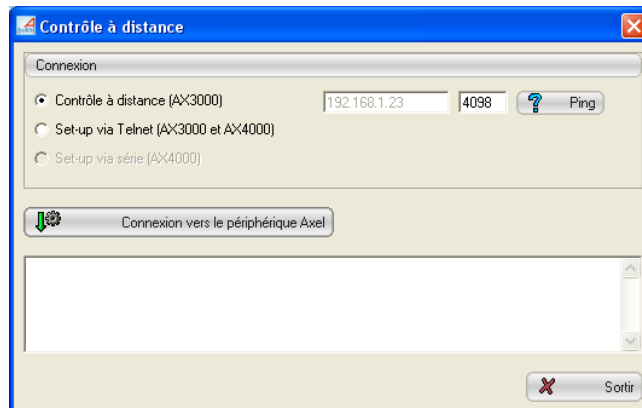 Contrôle à distance
Connexion
Contrôle à distance (AX3000) 192.168.1.23 4098 Ping
Set-up via Telnet (AX3000 et AX4000)
Set-up via série (AX4000)
Connexion vers le périphérique Axel
Sortir